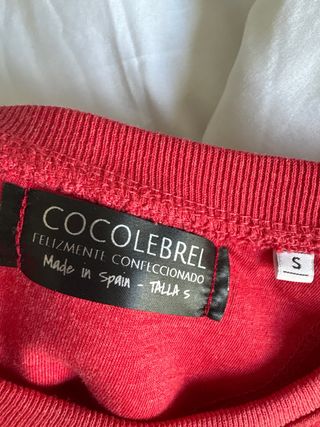 COCOLEBREL
FELIZMENTE CONFECCIONADO
Made in Spain - TALLA S
S